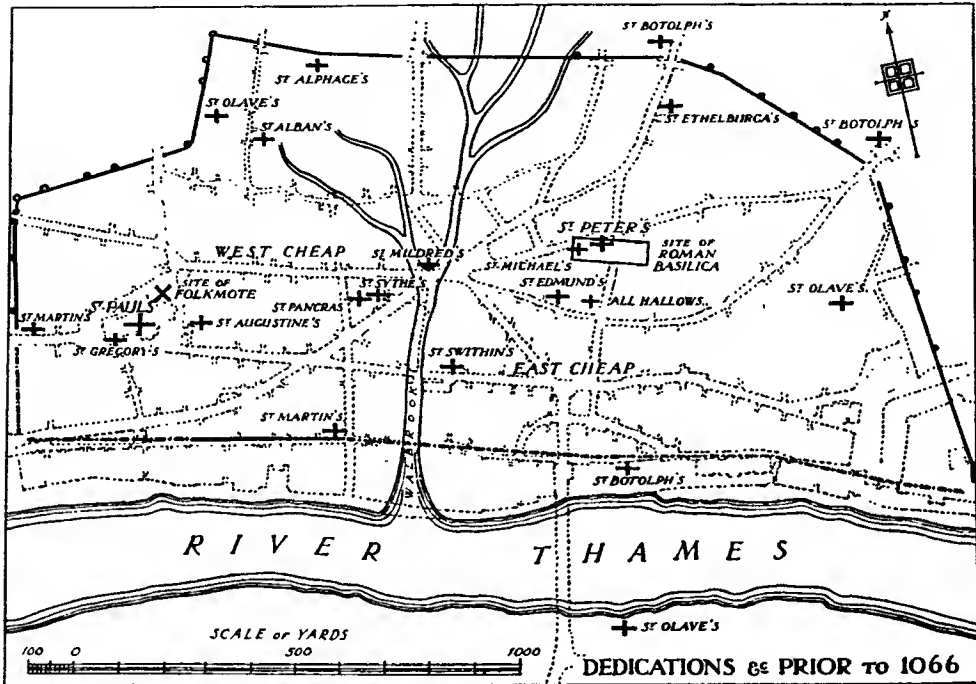 N
ST BOTOLPH'S
ST ALPHAGE'S
ST OLAVE'S
ST ETHELBURGA'S
ST BOTOLPH S
ST ALBAN'S
ST PETER'S
WEST CHEAP
ST MILDRED'S
SITE OF
ROMAN
BASILICA
ST MICHAEL'S
SITE OF
FOLKMOTE
ST SYTHE'S
ST PANCRAS
ST EDMUND'S
ALL HALLOWS
ST OLAVE'S
ST PAULS
ST MARTIN'S
ST AUGUSTINE'S
ST GREGORY'S
ST SWITHIN'S
EAST CHEAP
ST MARTIN'S
WALBROOK
ST BOTOLPH'S
RIVER THAMES
ST OLAVE'S
SCALE OF YARDS
100 0 500 1000
DEDICATIONS &c PRIOR TO 1066